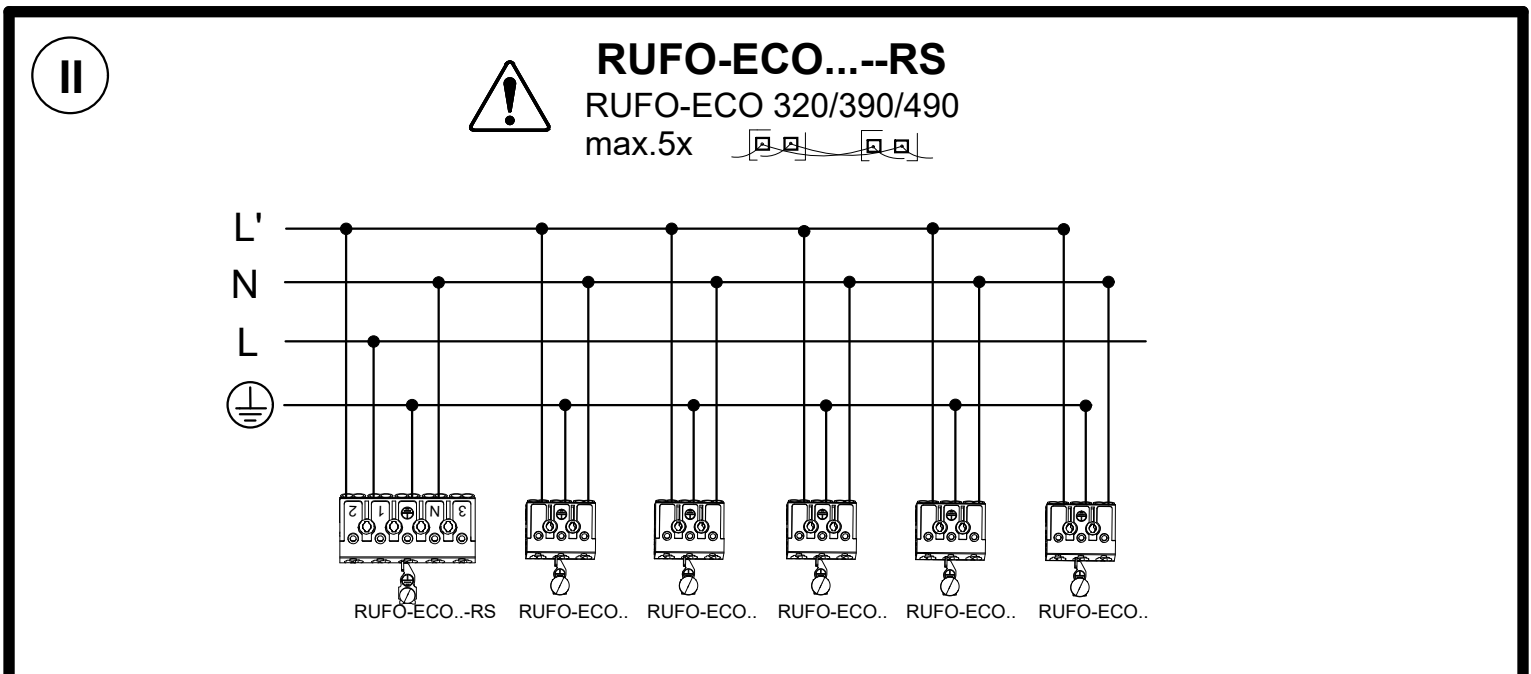 II
RUFO-ECO...--RS
RUFO-ECO 320/390/490
max.5x
L'
N
L
2 1 N 3
RUFO-ECO..-RS RUFO-ECO.. RUFO-ECO.. RUFO-ECO.. RUFO-ECO.. RUFO-ECO..